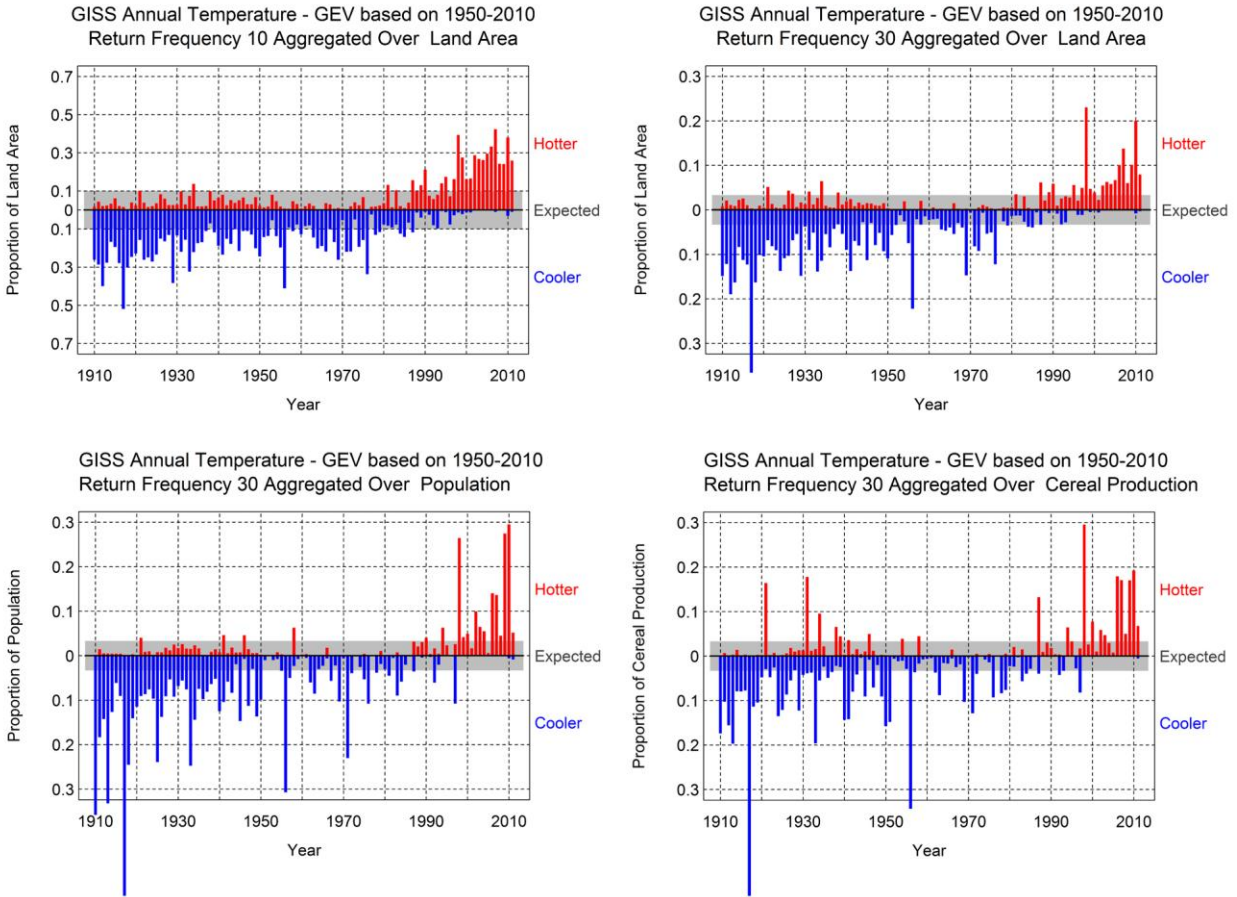 GISS Annual Temperature - GEV based on 1950-2010
Return Frequency 10 Aggregated Over Land Area
0.7
0.5
0.3
0.1
0
0.1
0.3
0.5
0.7
Proportion of Land Area
Hotter
Expected
Cooler
1910
1930
1950
1970
1990
2010
Year
GISS Annual Temperature - GEV based on 1950-2010
Return Frequency 30 Aggregated Over Land Area
0.3
0.2
0.1
0
0.1
0.2
0.3
Proportion of Land Area
Hotter
Expected
Cooler
1910
1930
1950
1970
1990
2010
Year
GISS Annual Temperature - GEV based on 1950-2010
Return Frequency 30 Aggregated Over Population
0.3
0.2
0.1
0
0.1
0.2
0.3
Proportion of Population
Hotter
Expected
Cooler
1910
1930
1950
1970
1990
2010
Year
GISS Annual Temperature - GEV based on 1950-2010
Return Frequency 30 Aggregated Over Cereal Production
0.3
0.2
0.1
0
0.1
0.2
0.3
Proportion of Cereal Production
Hotter
Expected
Cooler
1910
1930
1950
1970
1990
2010
Year